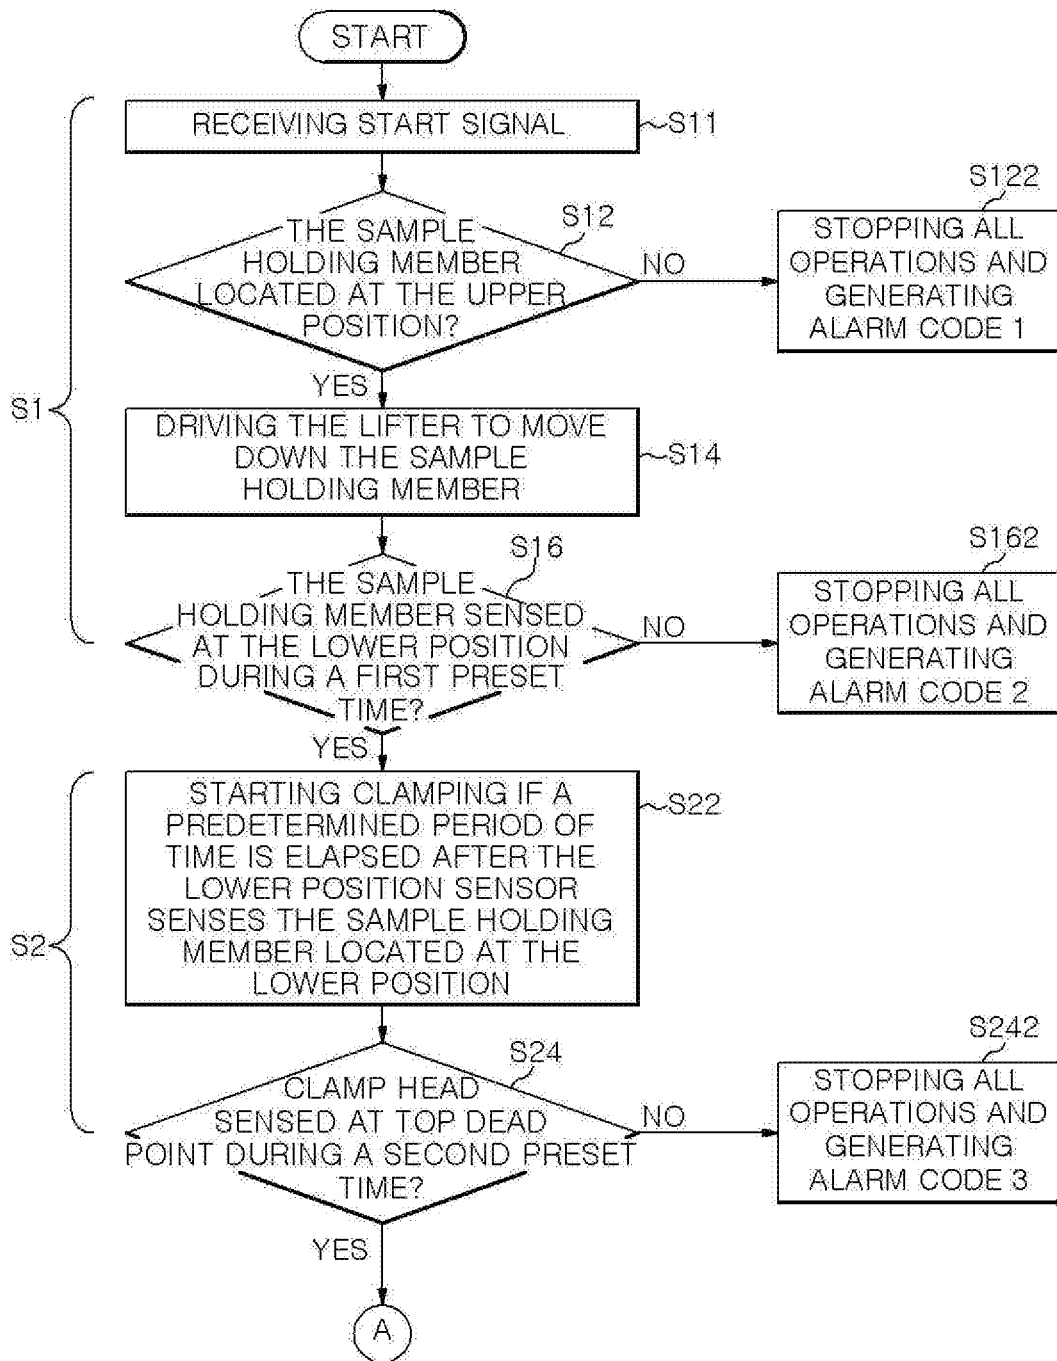 START
RECEIVING START SIGNAL
S11
THE SAMPLE
HOLDING MEMBER
LOCATED AT THE UPPER
POSITION?
S12
NO
S122
STOPPING ALL
OPERATIONS AND
GENERATING
ALARM CODE 1
YES
S1
DRIVING THE LIFTER TO MOVE
DOWN THE SAMPLE
HOLDING MEMBER
S14
THE SAMPLE
HOLDING MEMBER SENSED
AT THE LOWER POSITION
DURING A FIRST PRESET
TIME?
S16
NO
S162
STOPPING ALL
OPERATIONS AND
GENERATING
ALARM CODE 2
YES
STARTING CLAMPING IF A
PREDETERMINED PERIOD OF
TIME IS ELAPSED AFTER THE
LOWER POSITION SENSOR
SENSES THE SAMPLE HOLDING
MEMBER LOCATED AT THE
LOWER POSITION
S22
S2
CLAMP HEAD
SENSED AT TOP DEAD
POINT DURING A SECOND PRESET
TIME?
S24
NO
S242
STOPPING ALL
OPERATIONS AND
GENERATING
ALARM CODE 3
YES
A